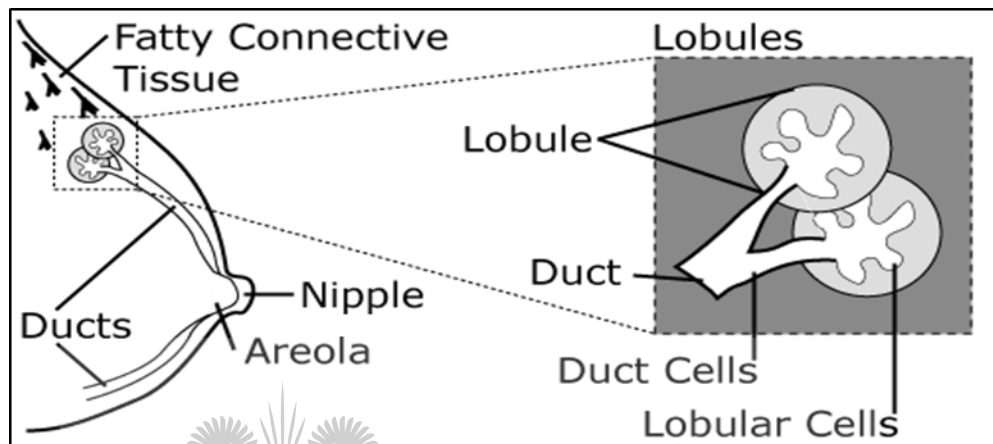 Fatty Connective
Tissue
Lobules
Lobule
Duct
Nipple
Ducts
Areola
Duct Cells
Lobular Cells